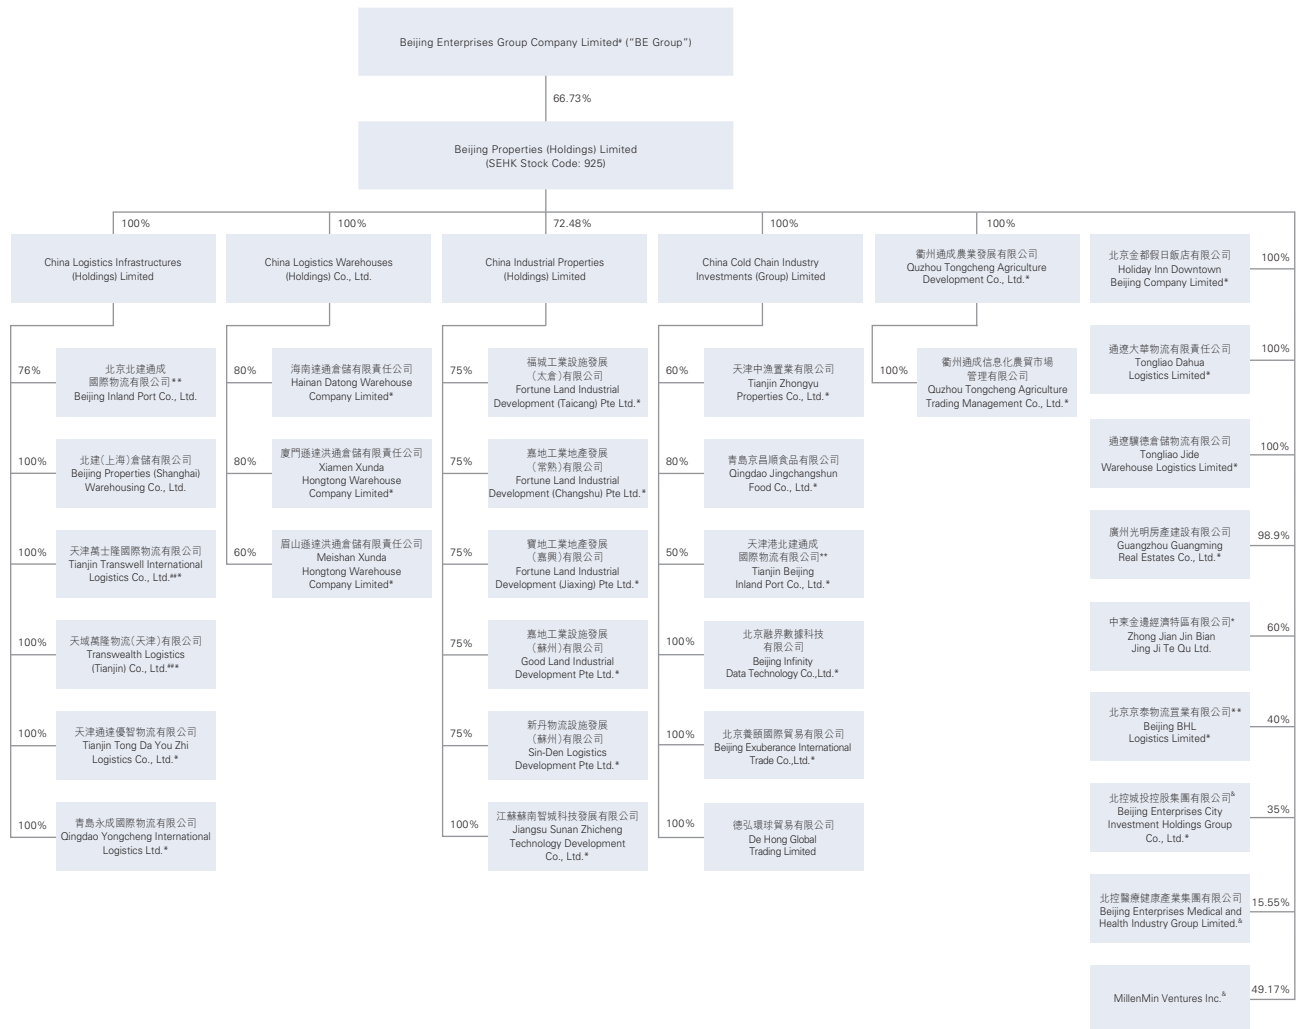 Beijing Enterprises Group Company Limited# ("BE Group")
66.73%
Beijing Properties (Holdings) Limited
(SEHK Stock Code: 925)
100%
China Logistics Infrastructures
(Holdings) Limited
76%
北京北建通成
國際物流有限公司**
Beijing Inland Port Co., Ltd.
100%
北建(上海)倉儲有限公司
Beijing Properties (Shanghai)
Warehousing Co., Ltd.
100%
天津萬士隆國際物流有限公司
Tianjin Transwell International
Logistics Co., Ltd.##*
100%
天域萬隆物流(天津)有限公司
Transwealth Logistics
(Tianjin) Co., Ltd.##*
100%
天津通達優智物流有限公司
Tianjin Tong Da You Zhi
Logistics Co., Ltd.*
100%
青島永成國際物流有限公司
Qingdao Yongcheng International
Logistics Ltd.*
100%
China Logistics Warehouses
(Holdings) Co., Ltd.
80%
海南達通倉儲有限責任公司
Hainan Datong Warehouse
Company Limited*
80%
廈門遜達洪通倉儲有限責任公司
Xiamen Xunda
Hongtong Warehouse
Company Limited*
60%
眉山遜達洪通倉儲有限責任公司
Meishan Xunda
Hongtong Warehouse
Company Limited*
72.48%
China Industrial Properties
(Holdings) Limited
75%
福城工業設施發展
(太倉)有限公司
Fortune Land Industrial
Development (Taicang) Pte Ltd.*
75%
嘉地工業地產發展
(常熟)有限公司
Fortune Land Industrial
Development (Changshu) Pte Ltd.*
75%
寶地工業地產發展
(嘉興)有限公司
Fortune Land Industrial
Development (Jiaxing) Pte Ltd.*
75%
嘉地工業設施發展
(蘇州)有限公司
Good Land Industrial
Development Pte Ltd.*
75%
新丹物流設施發展
(蘇州)有限公司
Sin-Den Logistics
Development Pte Ltd.*
100%
江蘇蘇南智城科技發展有限公司
Jiangsu Sunan Zhicheng
Technology Development
Co., Ltd.*
100%
China Cold Chain Industry
Investments (Group) Limited
60%
天津中漁置業有限公司
Tianjin Zhongyu
Properties Co., Ltd.*
80%
青島京昌順食品有限公司
Qingdao Jingchangshun
Food Co., Ltd.*
50%
天津港北建通成
國際物流有限公司**
Tianjin Beijing
Inland Port Co., Ltd.*
100%
北京融界數據科技
有限公司
Beijing Infinity
Data Technology Co.,Ltd.*
100%
北京養頤國際貿易有限公司
Beijing Exuberance International
Trade Co.,Ltd.*
100%
德弘環球貿易有限公司
De Hong Global
Trading Limited
100%
衢州通成農業發展有限公司
Quzhou Tongcheng Agriculture
Development Co., Ltd.*
100%
衢州通成信息化農貿市場
管理有限公司
Quzhou Tongcheng Agriculture
Trading Management Co., Ltd.*
北京金都假日飯店有限公司
Holiday Inn Downtown
Beijing Company Limited*
100%
通遼大華物流有限責任公司
Tongliao Dahua
Logistics Limited*
100%
通遼驥德倉儲物流有限公司
Tongliao Jide
Warehouse Logistics Limited*
100%
廣州光明房產建設有限公司
Guangzhou Guangming
Real Estates Co., Ltd.*
98.9%
中柬金邊經濟特區有限公司*
Zhong Jian Jin Bian
Jing Ji Te Qu Ltd.
60%
北京京泰物流置業有限公司**
Beijing BHL
Logistics Limited*
40%
北控城投控股集團有限公司&
Beijing Enterprises City
Investment Holdings Group
Co., Ltd.*
35%
北控醫療健康產業集團有限公司
Beijing Enterprises Medical and
Health Industry Group Limited.&
15.55%
MillenMin Ventures Inc.&
49.17%